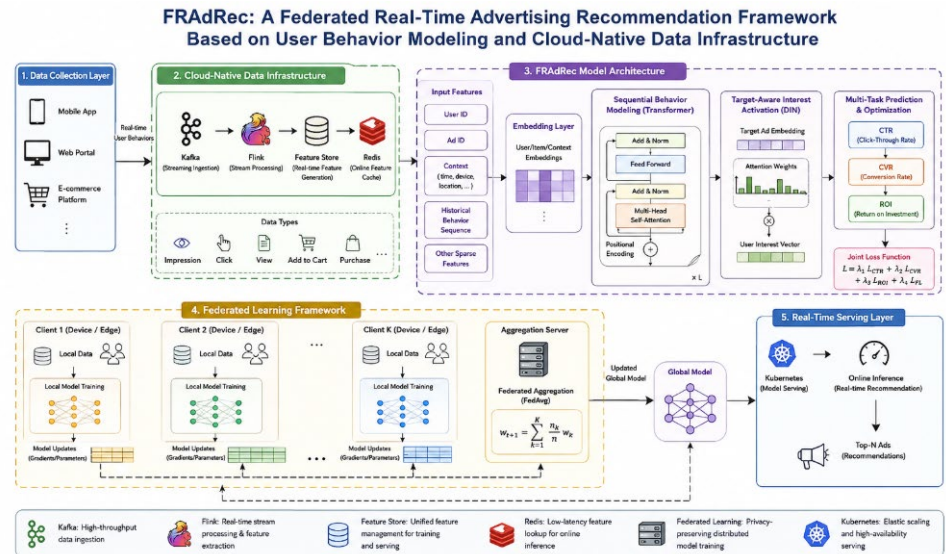 FRAdRec: A Federated Real-Time Advertising Recommendation Framework
Based on User Behavior Modeling and Cloud-Native Data Infrastructure
1. Data Collection Layer
Mobile App
Web Portal
E-commerce
Platform
Real-time
User Behaviors
2. Cloud-Native Data Infrastructure
Kafka
(Streaming Ingestion)
Flink
(Stream Processing)
Feature Store
(Real-time Feature
Generation)
Redis
(Online Feature
Cache)
Data Types
Impression
Click
View
Add to Cart
Purchase
...
3. FRAdRec Model Architecture
Input Features
User ID
Ad ID
Context
(time, device,
location, ...)
Historical
Behavior
Sequence
Other Sparse
Features
Embedding Layer
User/Item/Context
Embeddings
Sequential Behavior
Modeling (Transformer)
Add & Norm
Feed Forward
Add & Norm
Multi-Head
Self-Attention
Positional
Encoding
+
× L
Target-Aware Interest
Activation (DIN)
Target Ad Embedding
Attention Weights
User Interest Vector
Multi-Task Prediction
& Optimization
CTR
(Click-Through Rate)
CVR
(Conversion Rate)
ROI
(Return on Investment)
Joint Loss Function
L = λ₁ L_CTR + λ₂ L_CVR
+ λ₃ L_ROI + λ₄ L_FL
4. Federated Learning Framework
Client 1 (Device / Edge)
Local Data
Local Model Training
Model Updates
(Gradients/Parameters)
Client 2 (Device / Edge)
Local Data
Local Model Training
Model Updates
(Gradients/Parameters)
...
Client K (Device / Edge)
Local Data
Local Model Training
Model Updates
(Gradients/Parameters)
Aggregation Server
Federated Aggregation
(FedAvg)
w_{t+1} = ∑_{k=1}^{K} n_k/n w_k
Updated
Global Model
Global Model
5. Real-Time Serving Layer
Kubernetes
(Model Serving)
Online Inference
(Real-time Recommendation)
Top-N Ads
(Recommendations)
Kafka: High-throughput
data ingestion
Flink: Real-time stream
processing & feature
extraction
Feature Store: Unified feature
management for training
and serving
Redis: Low-latency feature
lookup for online
inference
Federated Learning: Privacy-
preserving distributed
model training
Kubernetes: Elastic scaling
and high-availability
serving